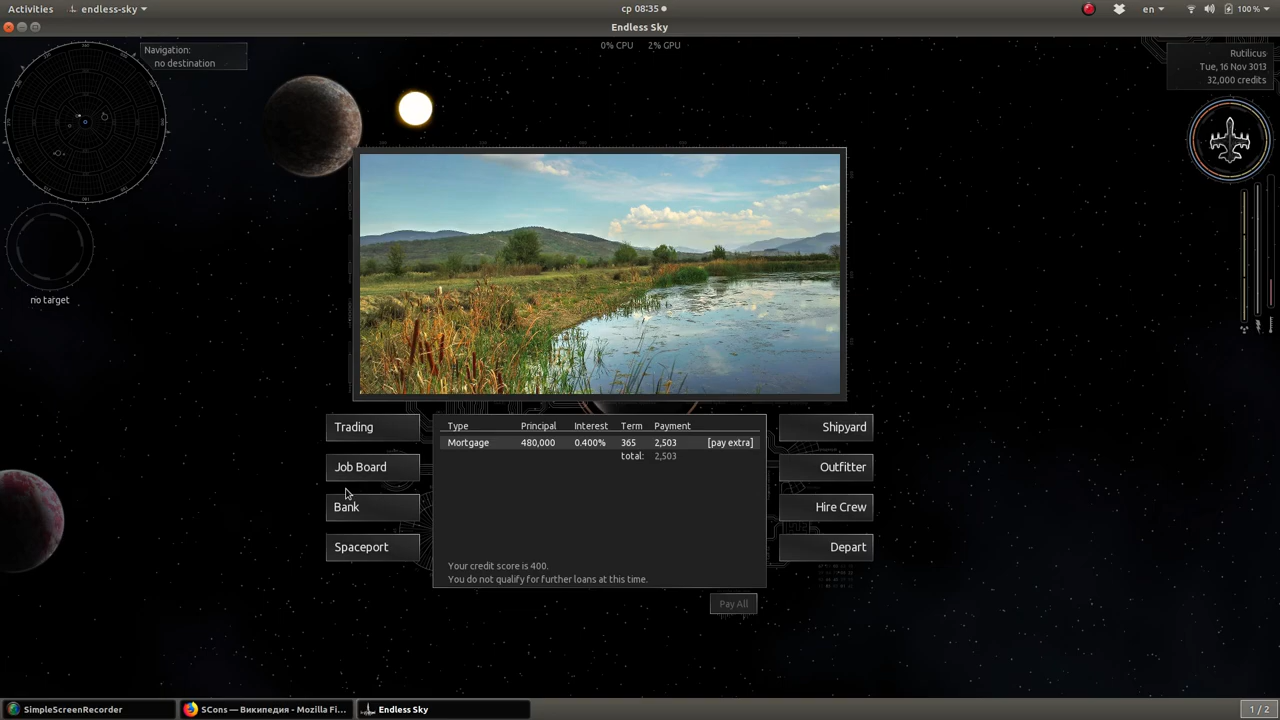 Activities endless-sky ср 08:35 en 100 %
Endless Sky
0% CPU 2% GPU
Navigation:
no destination
Rutilicus
Tue, 16 Nov 3013
32,000 credits
no target
Trading
Job Board
Bank
Spaceport
Type Principal Interest Term Payment
Mortgage 480,000 0.400% 365 2,503 [pay extra]
total: 2,503
Your credit score is 400.
You do not qualify for further loans at this time.
Pay All
Shipyard
Outfitter
Hire Crew
Depart
SimpleScreenRecorder
SCons — Википедия - Mozilla Fi...
Endless Sky
1 / 2